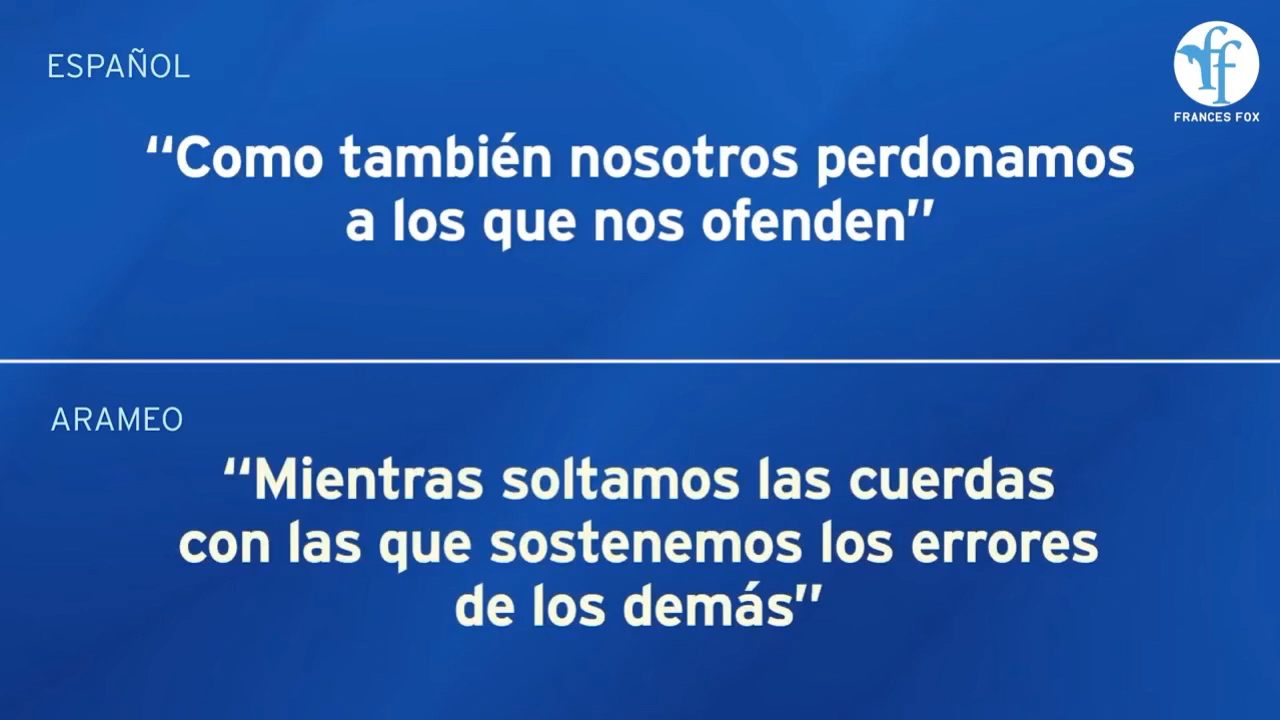 ESPAÑOL
ff
FRANCES FOX
“Como también nosotros perdonamos
a los que nos ofenden”
ARAMEO
“Mientras soltamos las cuerdas
con las que sostenemos los errores
de los demás”